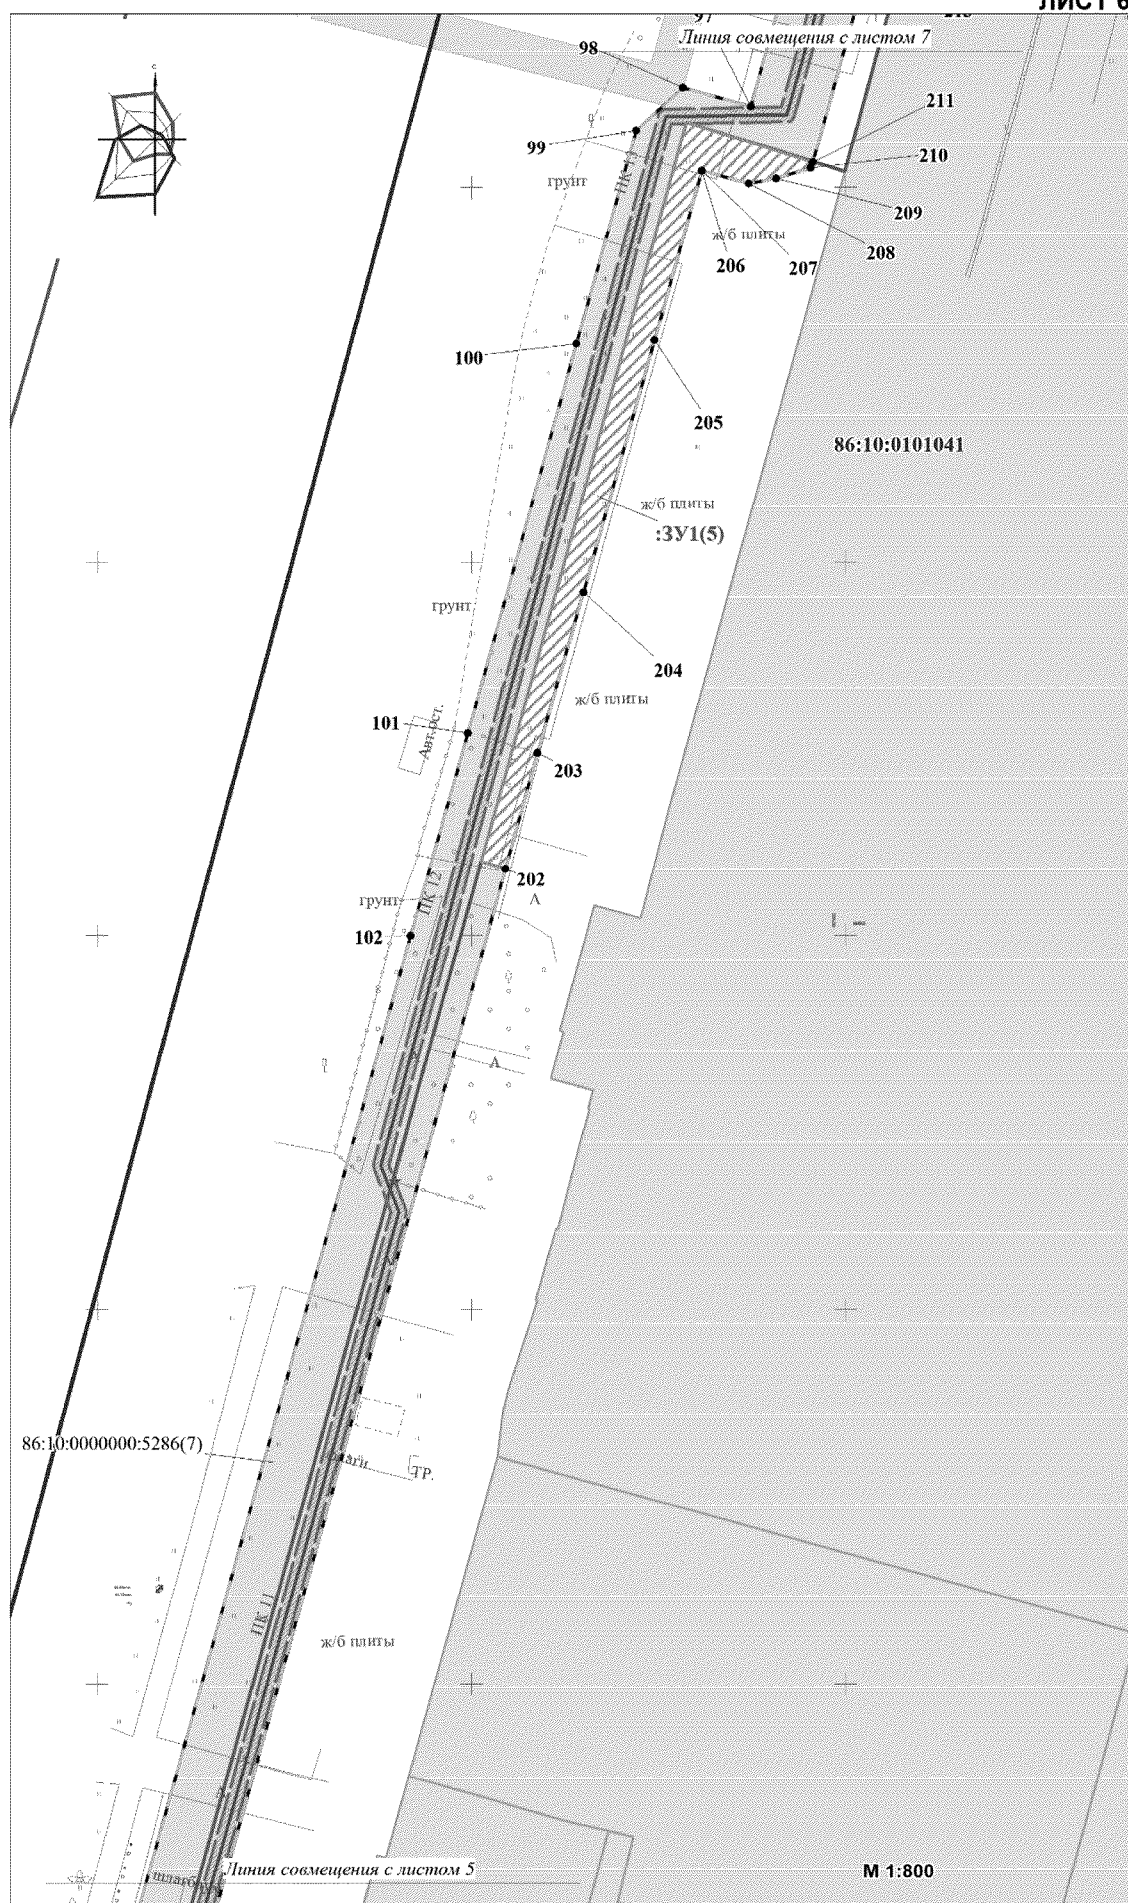 ЛИСТ 6
97
Линия совмещения с листом 7
98
211
99
210
грунт
209
ж/б плиты
208
206
207
100
205
86:10:0101041
ж/б плиты
:ЗУ1(5)
грунт
204
ж/б плиты
101
Авт.ост.
203
202
А
грунт
ПК 12
102
А
86:10:0000000:5286(7)
ТР.
ПК 11
ж/б плиты
Линия совмещения с листом 5
М 1:800